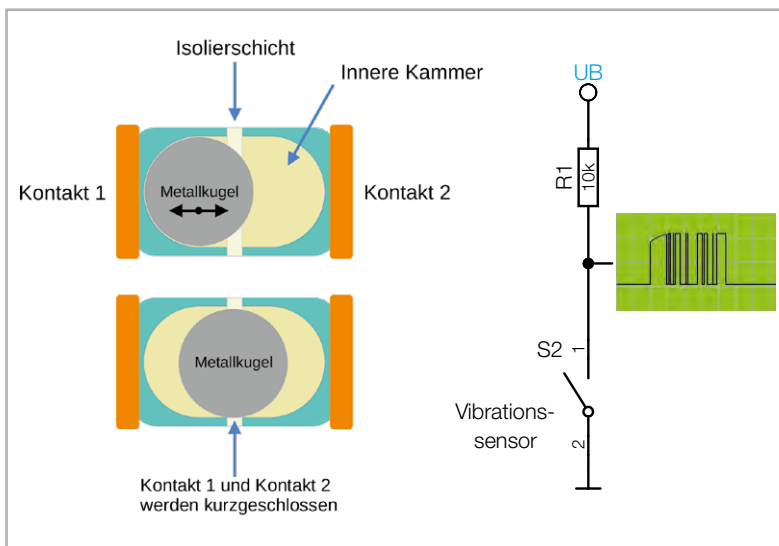 Isolierschicht
Innere Kammer
Kontakt 1
Metallkugel
Kontakt 2
Metallkugel
Kontakt 1 und Kontakt 2
werden kurzgeschlossen
UB
R1
10k
S2
1
Vibrations-
sensor
2